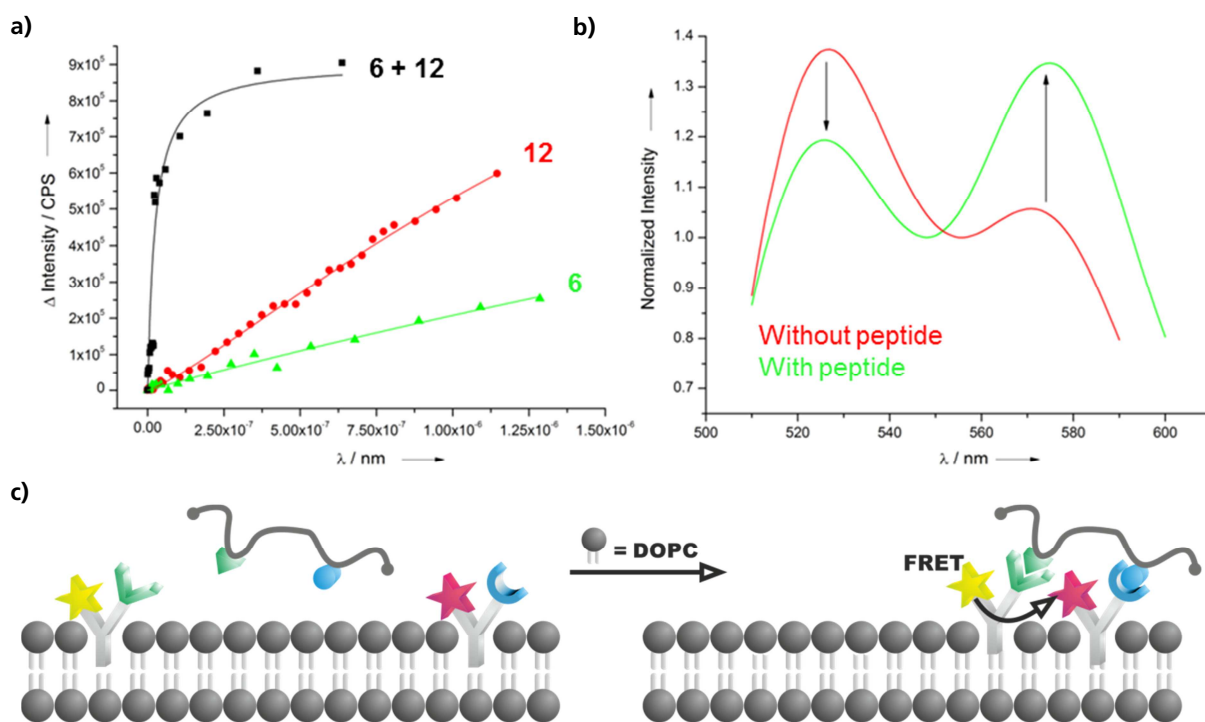 a)
Δ Intensity / CPS
9x10⁵
8x10⁵
7x10⁵
6x10⁵
5x10⁵
4x10⁵
3x10⁵
2x10⁵
1x10⁵
0
6 + 12
12
6
0.00 2.50x10⁻⁷ 5.00x10⁻⁷ 7.50x10⁻⁷ 1.00x10⁻⁶ 1.25x10⁻⁶ 1.50x10⁻⁶
λ / nm
b)
Normalized Intensity
1.4
1.3
1.2
1.1
1.0
0.9
0.8
0.7
Without peptide
With peptide
500 520 540 560 580 600
λ / nm
c)
= DOPC
FRET